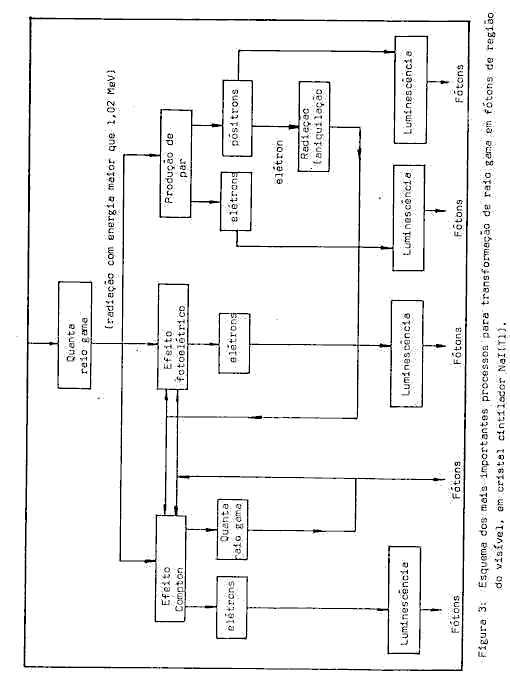 Quanta
raio gama
(radiação com energia maior que 1,02 MeV)
Efeito
Compton
Efeito
fotoelétrico
Produção de
par
elétrons
Quanta
raio gama
elétrons
elétrons
pósitrons
elétron
Radiação
(aniquilação
Luminescência
Luminescência
Luminescência
Luminescência
Fótons
Fótons
Fótons
Fótons
Fótons
Figura 3: Esquema dos mais importantes processos para transformação de raio gama em fótons de região
do visível, em cristal cintilador NaI(Tl).